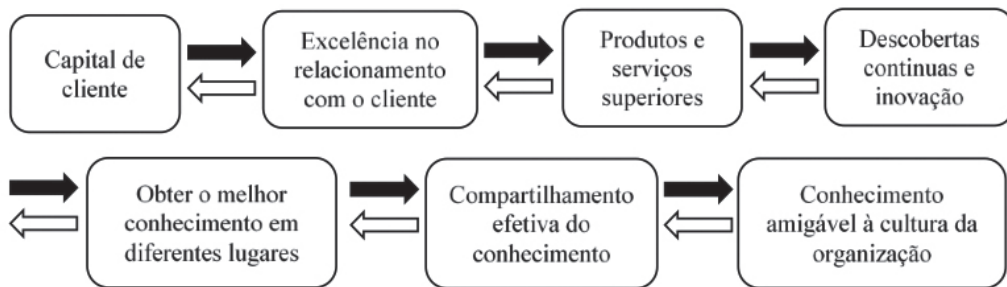 Capital de
cliente
Excelência no
relacionamento
com o cliente
Produtos e
serviços
superiores
Descobertas
continuas e
inovação
Obter o melhor
conhecimento em
diferentes lugares
Compartilhamento
efetiva do
conhecimento
Conhecimento
amigável à cultura da
organização